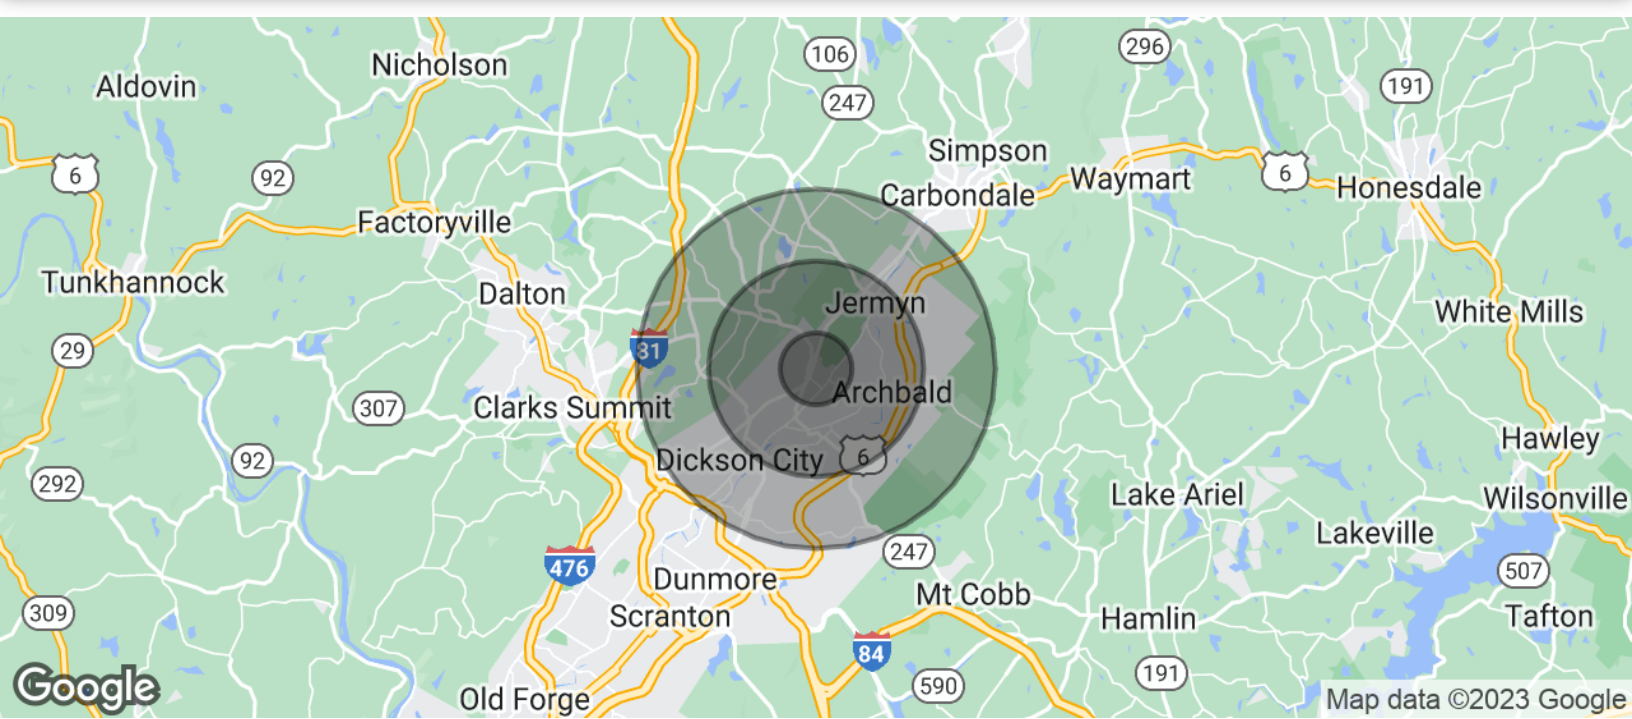 106
296
Nicholson
Aldovin
191
247
Simpson
6
92
6
Waymart
Honesdale
Carbondale
Factoryville
Tunkhannock
Dalton
Jermyn
White Mills
29
81
Archbald
307
Clarks Summit
Hawley
92
Dickson City
6
292
Lake Ariel
Wilsonville
Lakeville
247
476
507
Dunmore
Mt Cobb
309
Scranton
Hamlin
Tafton
84
191
590
Google
Old Forge
Map data ©2023 Google